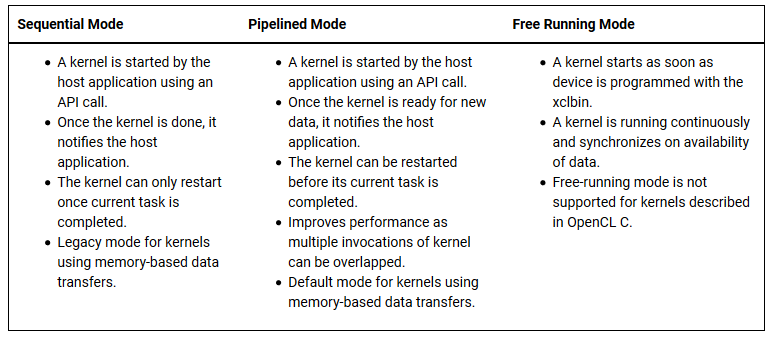 Sequential Mode
Pipelined Mode
Free Running Mode
• A kernel is started by the
host application using an
API call.
• Once the kernel is done, it
notifies the host
application.
• The kernel can only restart
once current task is
completed.
• Legacy mode for kernels
using memory-based data
transfers.
• A kernel is started by the host
application using an API call.
• Once the kernel is ready for new
data, it notifies the host
application.
• The kernel can be restarted
before its current task is
completed.
• Improves performance as
multiple invocations of kernel
can be overlapped.
• Default mode for kernels using
memory-based data transfers.
• A kernel starts as soon as
device is programmed with the
xclbin.
• A kernel is running continuously
and synchronizes on availability
of data.
• Free-running mode is not
supported for kernels described
in OpenCL C.